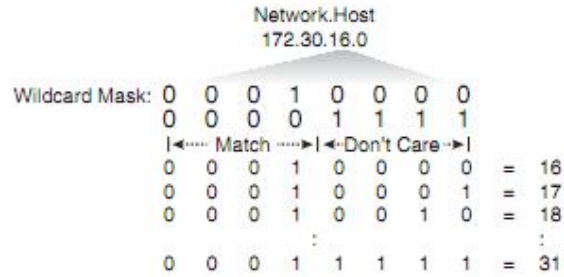 Network.Host
172.30.16.0
Wildcard Mask: 0 0 0 1 0 0 0 0
0 0 0 0 1 1 1 1
Match Don't Care
0 0 0 1 0 0 0 0 = 16
0 0 0 1 0 0 0 1 = 17
0 0 0 1 0 0 1 0 = 18
: :
0 0 0 1 1 1 1 1 = 31